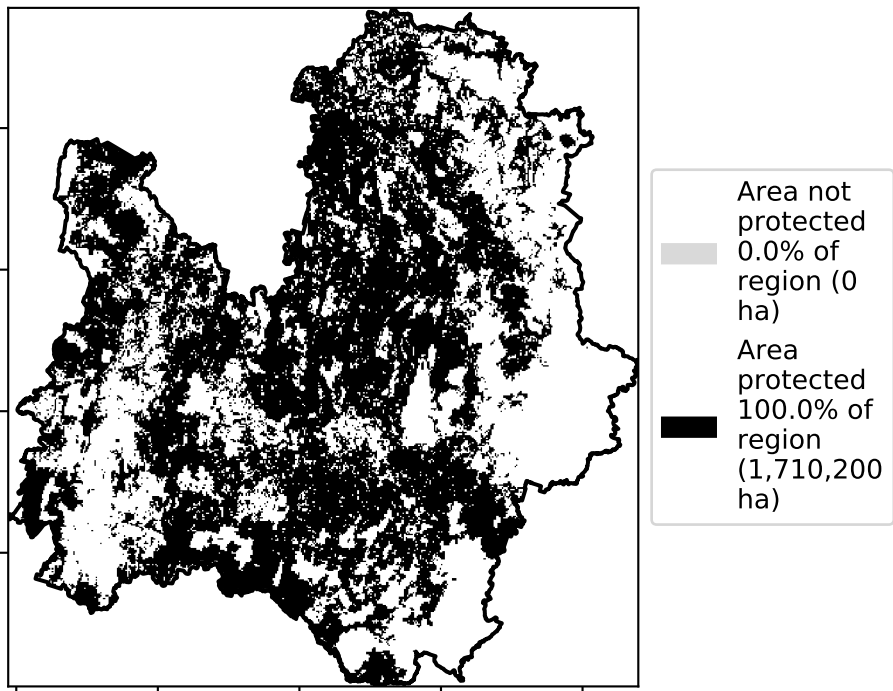 Area not
protected
0.0% of
region (0
ha)
Area
protected
100.0% of
region
(1,710,200
ha)